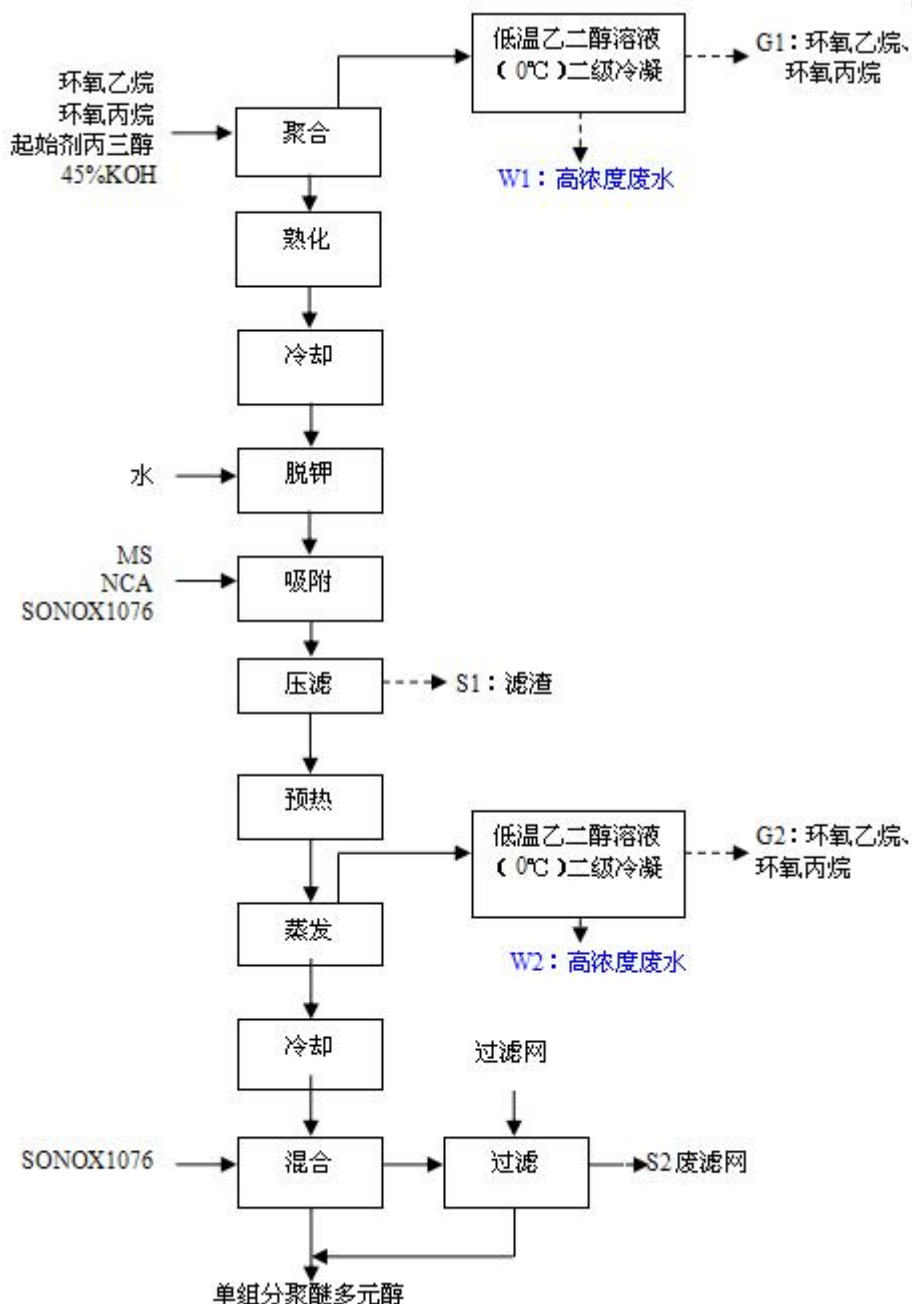 低温乙二醇溶液
（0℃）二级冷凝
G1：环氧乙烷、
环氧丙烷
环氧乙烷
环氧丙烷
起始剂丙三醇
45%KOH
聚合
W1：高浓度废水
熟化
冷却
水
脱钾
MS
NCA
SONOX1076
吸附
压滤
S1：滤渣
预热
低温乙二醇溶液
（0℃）二级冷凝
G2：环氧乙烷、
环氧丙烷
蒸发
W2：高浓度废水
冷却
过滤网
SONOX1076
混合
过滤
S2废滤网
单组分聚醚多元醇